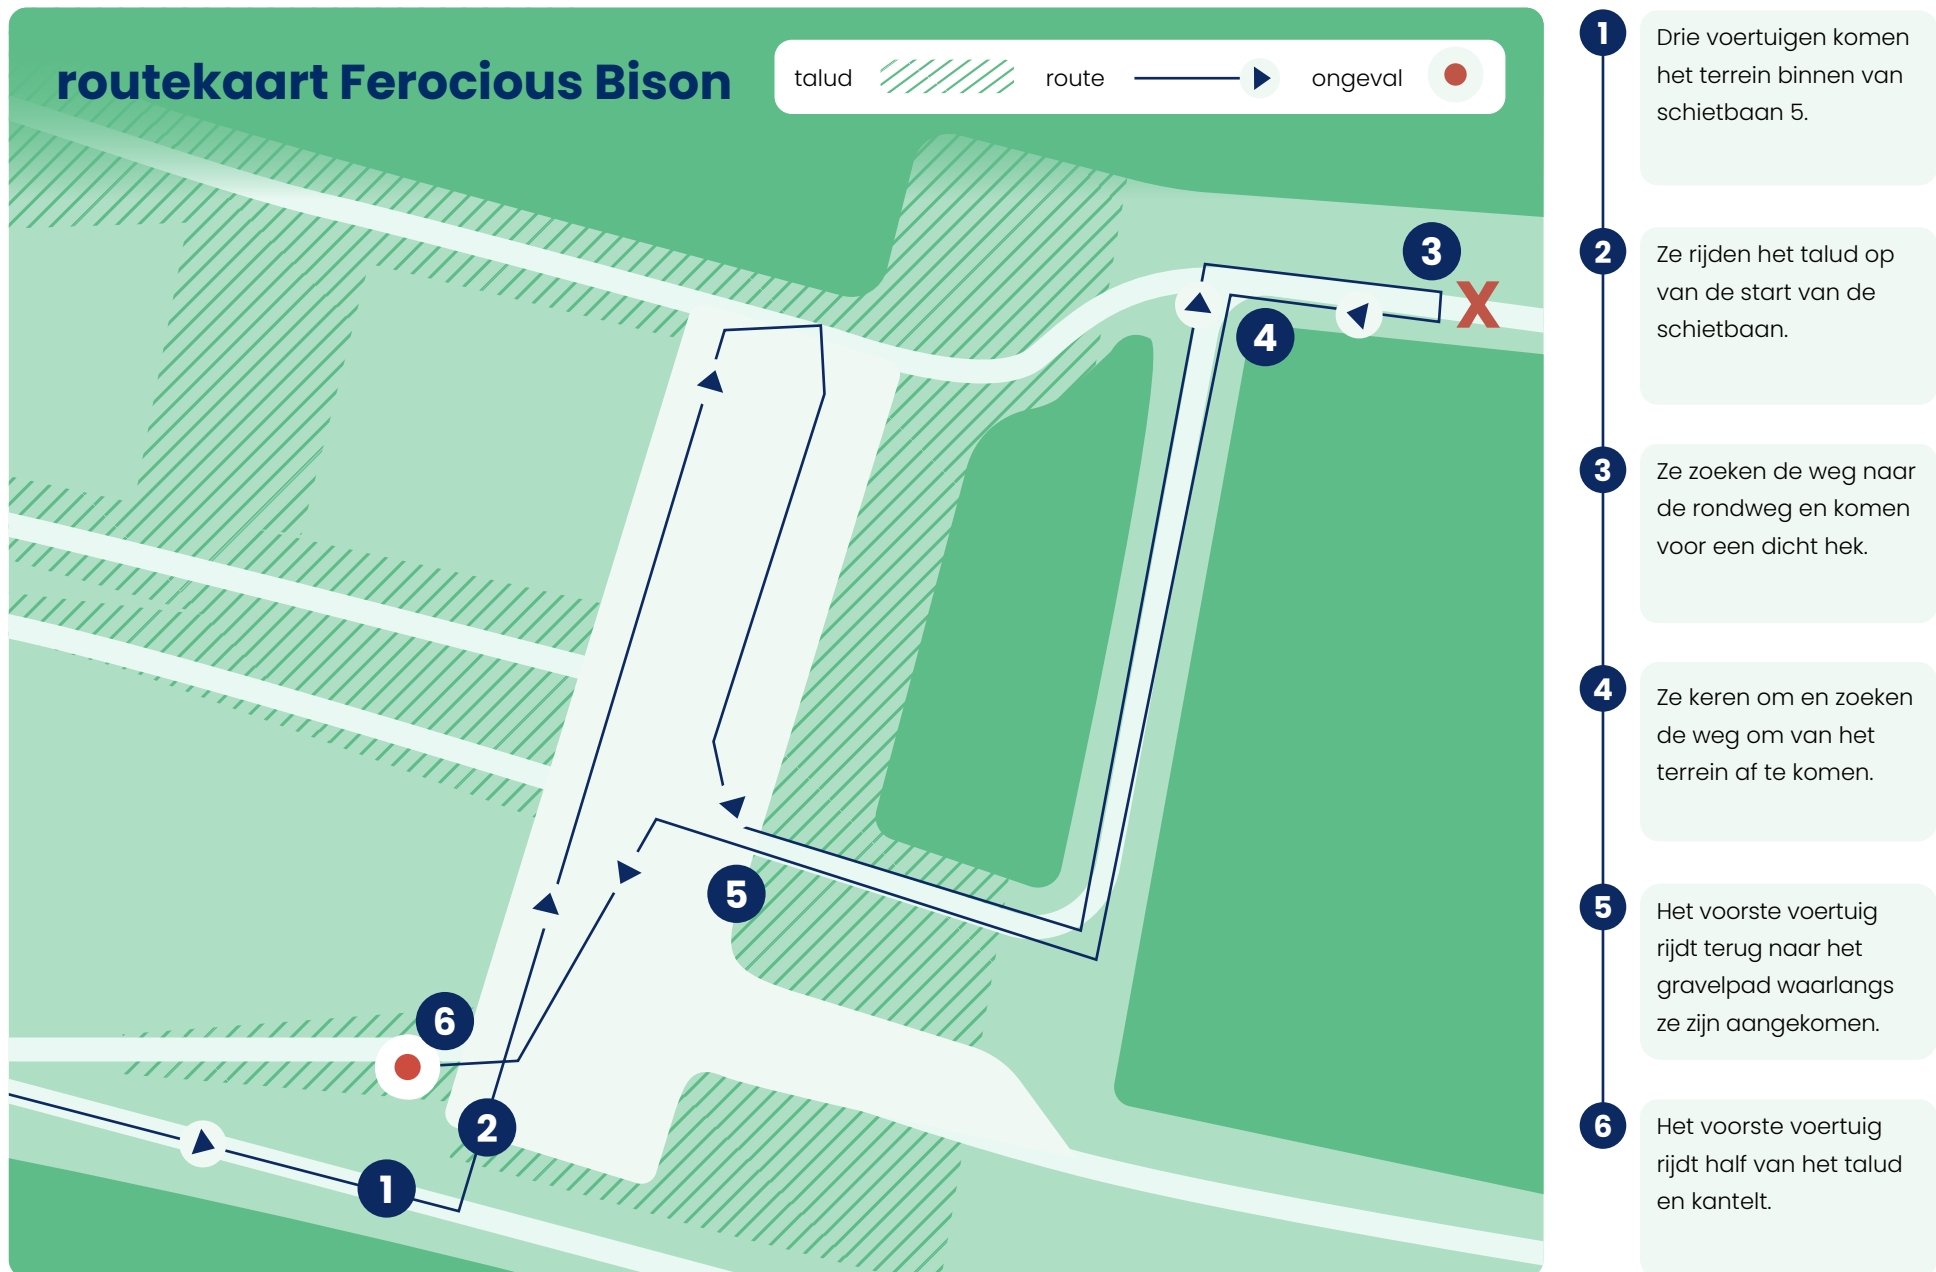 routekaart Ferocious Bison
talud
route
ongeval
3
X
4
5
6
2
1
1
Drie voertuigen komen
het terrein binnen van
schietbaan 5.
2
Ze rijden het talud op
van de start van de
schietbaan.
3
Ze zoeken de weg naar
de rondweg en komen
voor een dicht hek.
4
Ze keren om en zoeken
de weg om van het
terrein af te komen.
5
Het voorste voertuig
rijdt terug naar het
gravelpad waarlangs
ze zijn aangekomen.
6
Het voorste voertuig
rijdt half van het talud
en kantelt.